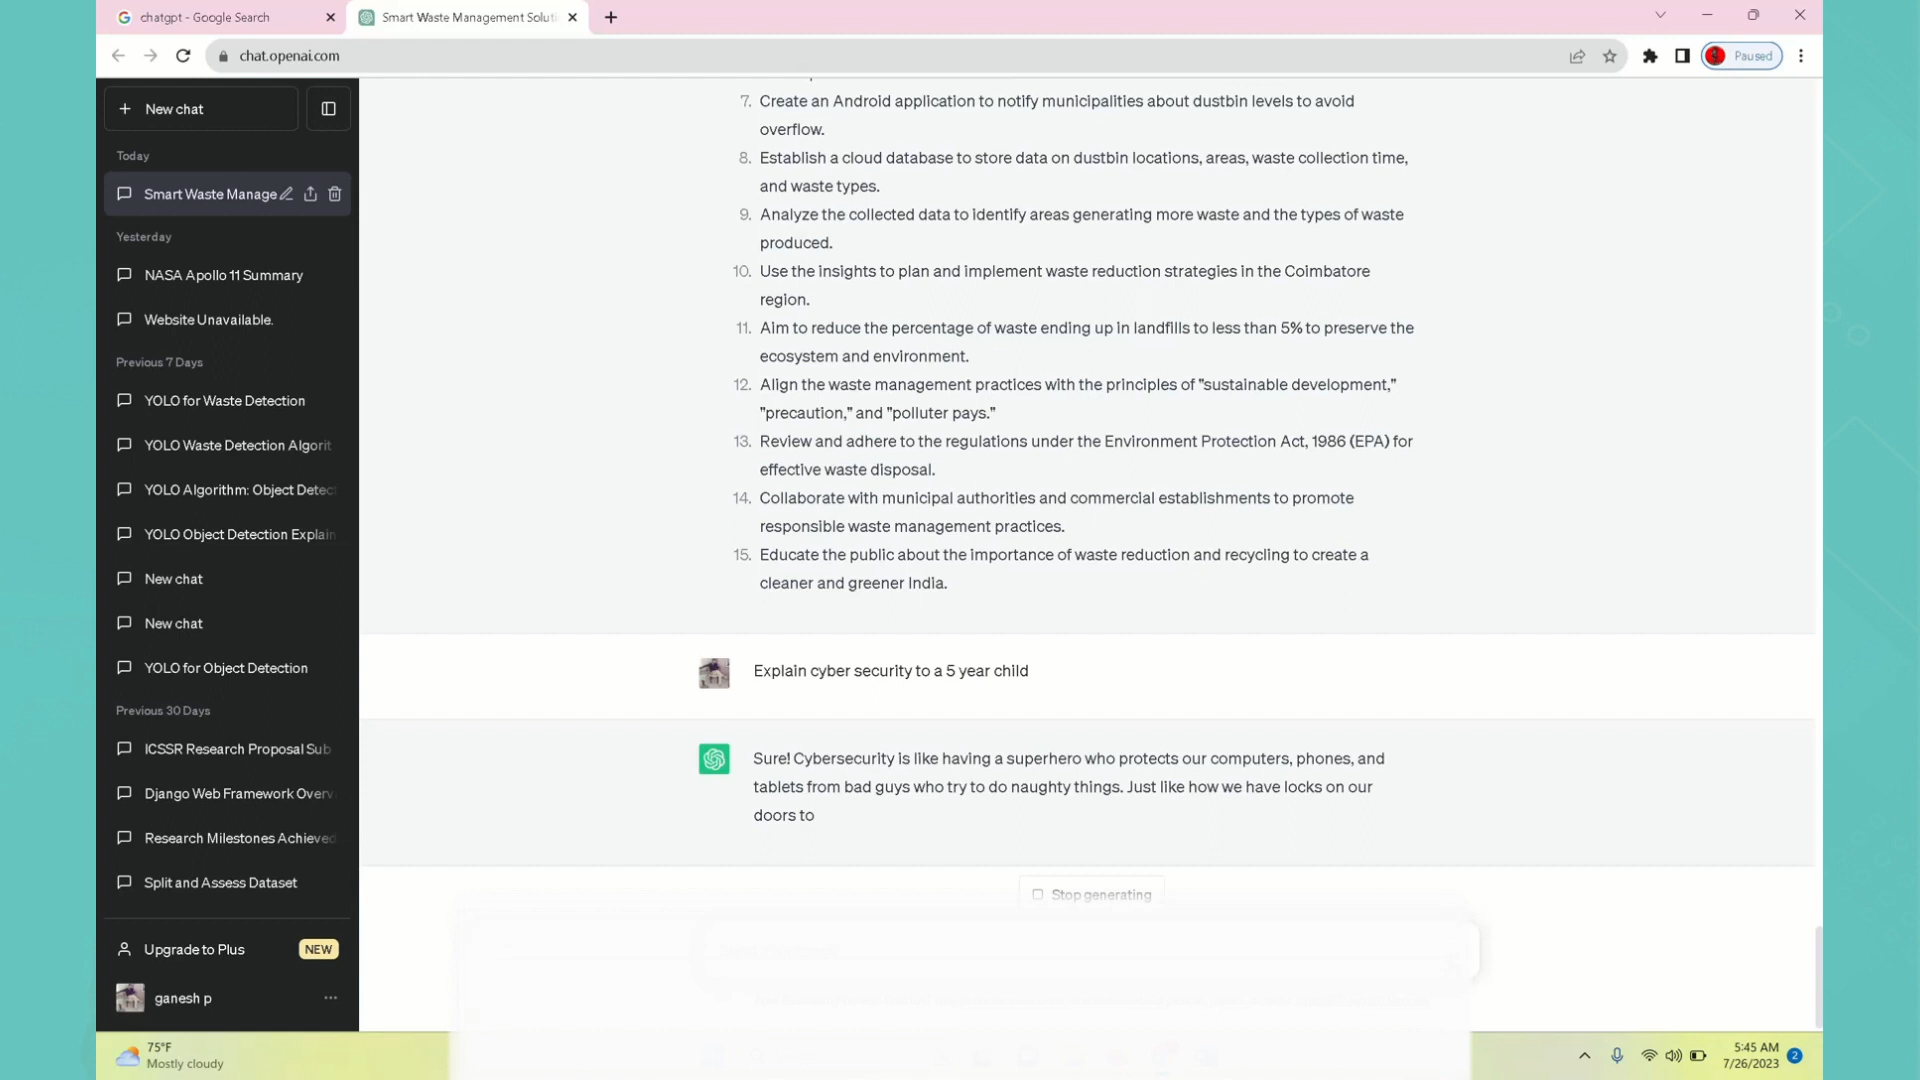 chatgpt - Google Search
Smart Waste Management Soluti
chat.openai.com
Paused
New chat
Today
Smart Waste Manage
Yesterday
NASA Apollo 11 Summary
Website Unavailable.
Previous 7 Days
YOLO for Waste Detection
YOLO Waste Detection Algorit
YOLO Algorithm: Object Detec
YOLO Object Detection Explain
New chat
New chat
YOLO for Object Detection
Previous 30 Days
ICSSR Research Proposal Sub
Django Web Framework Overv
Research Milestones Achieved
Split and Assess Dataset
Upgrade to Plus
NEW
ganesh p
7. Create an Android application to notify municipalities about dustbin levels to avoid
overflow.
8. Establish a cloud database to store data on dustbin locations, areas, waste collection time,
and waste types.
9. Analyze the collected data to identify areas generating more waste and the types of waste
produced.
10. Use the insights to plan and implement waste reduction strategies in the Coimbatore
region.
11. Aim to reduce the percentage of waste ending up in landfills to less than 5% to preserve the
ecosystem and environment.
12. Align the waste management practices with the principles of "sustainable development,"
"precaution," and "polluter pays."
13. Review and adhere to the regulations under the Environment Protection Act, 1986 (EPA) for
effective waste disposal.
14. Collaborate with municipal authorities and commercial establishments to promote
responsible waste management practices.
15. Educate the public about the importance of waste reduction and recycling to create a
cleaner and greener India.
Explain cyber security to a 5 year child
Sure! Cybersecurity is like having a superhero who protects our computers, phones, and
tablets from bad guys who try to do naughty things. Just like how we have locks on our
doors to
Stop generating
75°F
Mostly cloudy
5:45 AM
7/26/2023
2